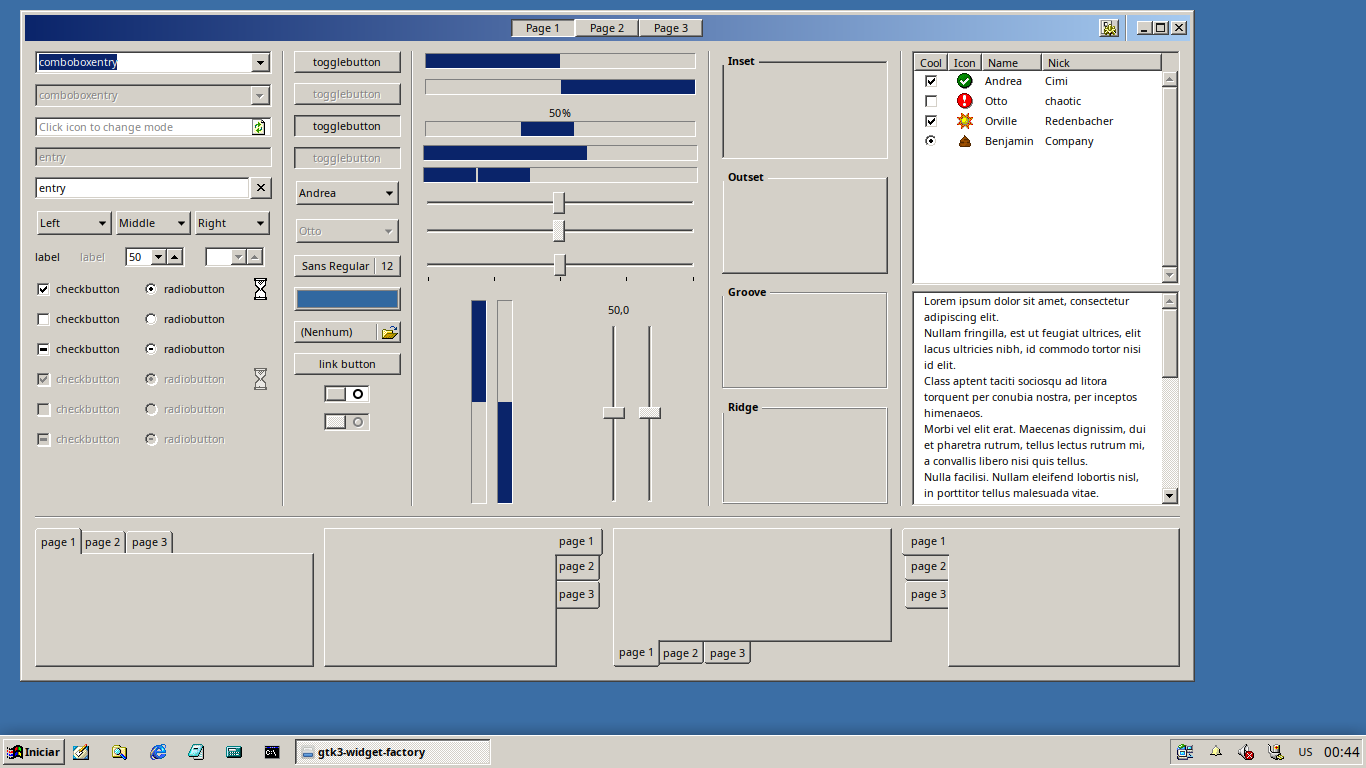 Page 1 Page 2 Page 3
comboboxentry
comboboxentry
Click icon to change mode
entry
entry
Left Middle Right
label label 50
checkbutton radiobutton
checkbutton radiobutton
checkbutton radiobutton
checkbutton radiobutton
checkbutton radiobutton
checkbutton radiobutton
togglebutton
togglebutton
togglebutton
togglebutton
Andrea
Otto
Sans Regular 12
(Nenhum)
link button
50%
50,0
Inset
Outset
Groove
Ridge
Cool Icon Name Nick
Andrea Cimi
Otto chaotic
Orville Redenbacher
Benjamin Company
Lorem ipsum dolor sit amet, consectetur
adipiscing elit.
Nullam fringilla, est ut feugiat ultrices, elit
lacus ultricies nibh, id commodo tortor nisi
id elit.
Class aptent taciti sociosqu ad litora
torquent per conubia nostra, per inceptos
himenaeos.
Morbi vel elit erat. Maecenas dignissim, dui
et pharetra rutrum, tellus lectus rutrum mi,
a convallis libero nisi quis tellus.
Nulla facilisi. Nullam eleifend lobortis nisl,
in porttitor tellus malesuada vitae.
page 1 page 2 page 3
page 1
page 2
page 3
page 1 page 2 page 3
page 1
page 2
page 3
Iniciar gtk3-widget-factory US 00:44